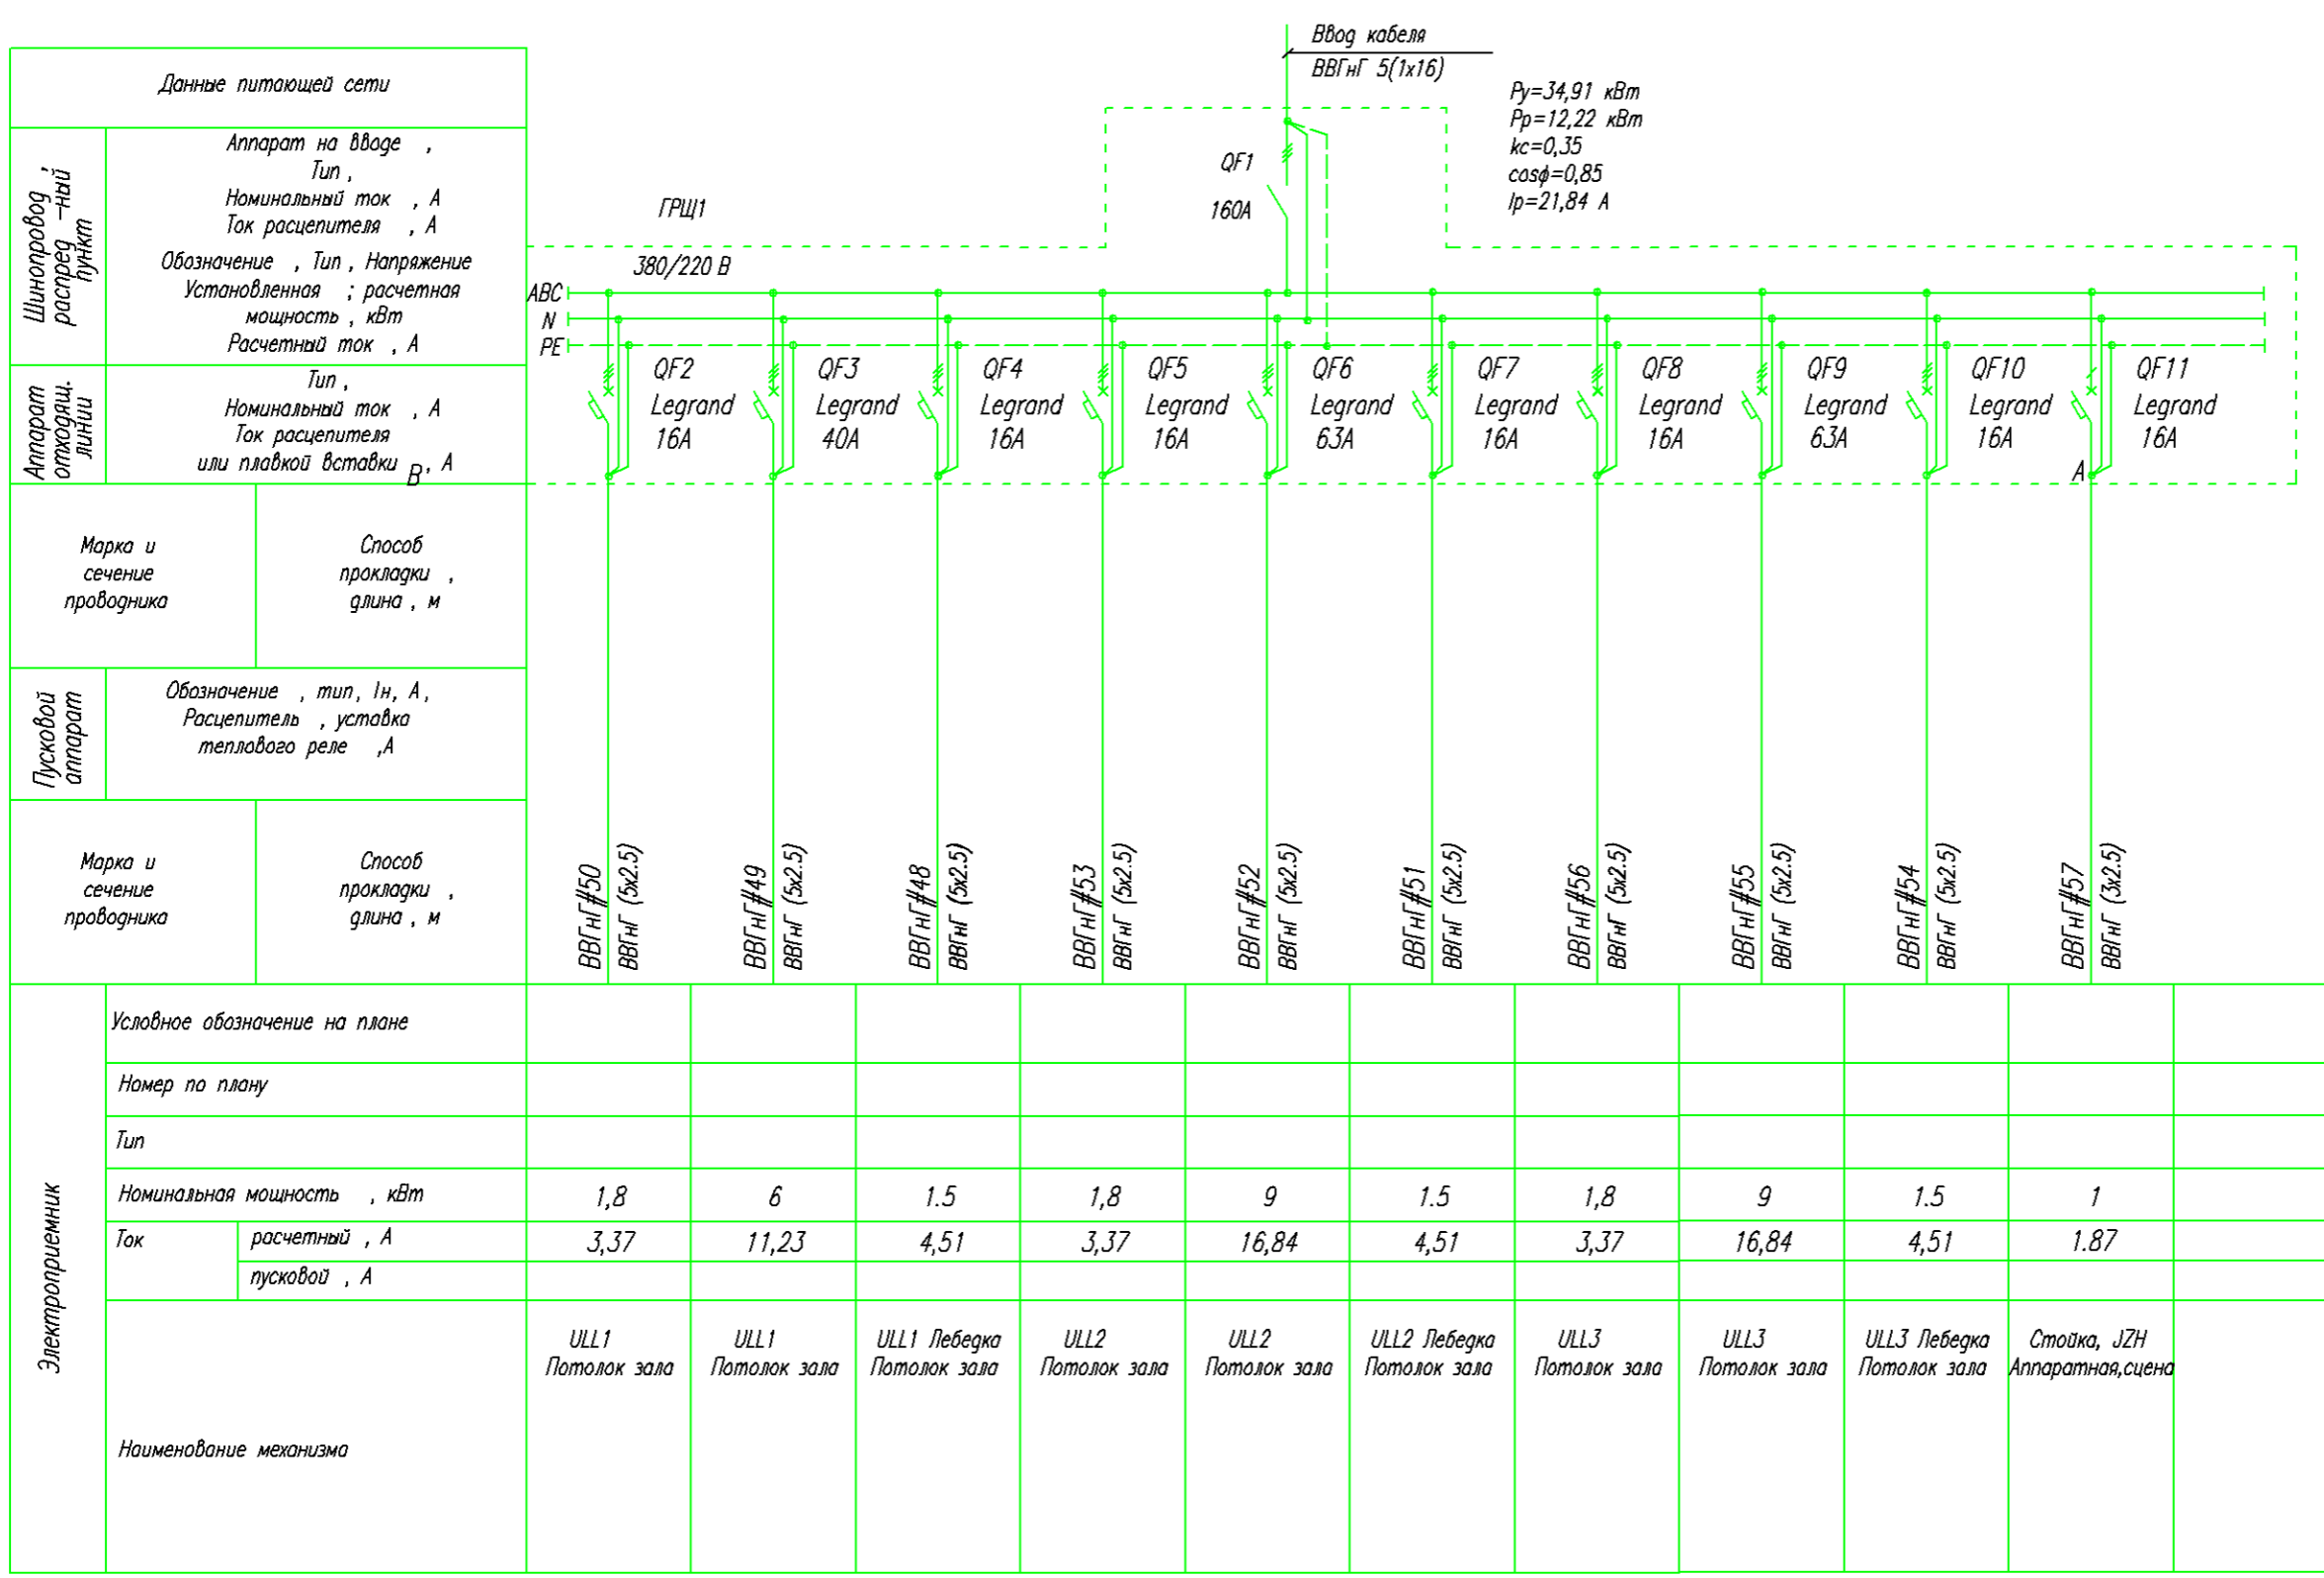 Ввод кабеля
ВВГнГ 5(1х16)
Ру=34,91 кВт
Рр=12,22 кВт
kc=0,35
cosϕ=0,85
Iр=21,84 А
QF1
160А
ГРЩ1
380/220 В
ABC
N
PE
Данные питающей сети
Шинопровод ,
распред -ный
пункт
Аппарат на вводе ,
Тип ,
Номинальный ток , А
Ток расцепителя , А
Обозначение , Тип , Напряжение
Установленная ; расчетная
мощность , кВт
Расчетный ток , А
Аппарат
отходящ.
линии
Тип ,
Номинальный ток , А
Ток расцепителя
или плавкой вставки , А
В
QF2
Legrand
16А
QF3
Legrand
40А
QF4
Legrand
16А
QF5
Legrand
16А
QF6
Legrand
63А
QF7
Legrand
16А
QF8
Legrand
16А
QF9
Legrand
63А
QF10
Legrand
16А
QF11
Legrand
16А
А
Марка и
сечение
проводника
Способ
прокладки ,
длина , м
Пусковой
аппарат
Обозначение , тип, Iн, А,
Расцепитель , уставка
теплового реле ,А
Марка и
сечение
проводника
Способ
прокладки ,
длина , м
ВВГнГ#50
ВВГнГ (5х2.5)
ВВГнГ#49
ВВГнГ (5х2.5)
ВВГнГ#48
ВВГнГ (5х2.5)
ВВГнГ#53
ВВГнГ (5х2.5)
ВВГнГ#52
ВВГнГ (5х2.5)
ВВГнГ#51
ВВГнГ (5х2.5)
ВВГнГ#56
ВВГнГ (5х2.5)
ВВГнГ#55
ВВГнГ (5х2.5)
ВВГнГ#54
ВВГнГ (5х2.5)
ВВГнГ#57
ВВГнГ (3х2.5)
Электроприемник
Условное обозначение на плане
Номер по плану
Тип
Номинальная мощность , кВт 1,8 6 1.5 1,8 9 1.5 1,8 9 1.5 1
Ток расчетный , А 3,37 11,23 4,51 3,37 16,84 4,51 3,37 16,84 4,51 1.87
пусковой , А
Наименование механизма
ULL1
Потолок зала
ULL1
Потолок зала
ULL1 Лебедка
Потолок зала
ULL2
Потолок зала
ULL2
Потолок зала
ULL2 Лебедка
Потолок зала
ULL3
Потолок зала
ULL3
Потолок зала
ULL3 Лебедка
Потолок зала
Стойка, JZH
Аппаратная,сцена